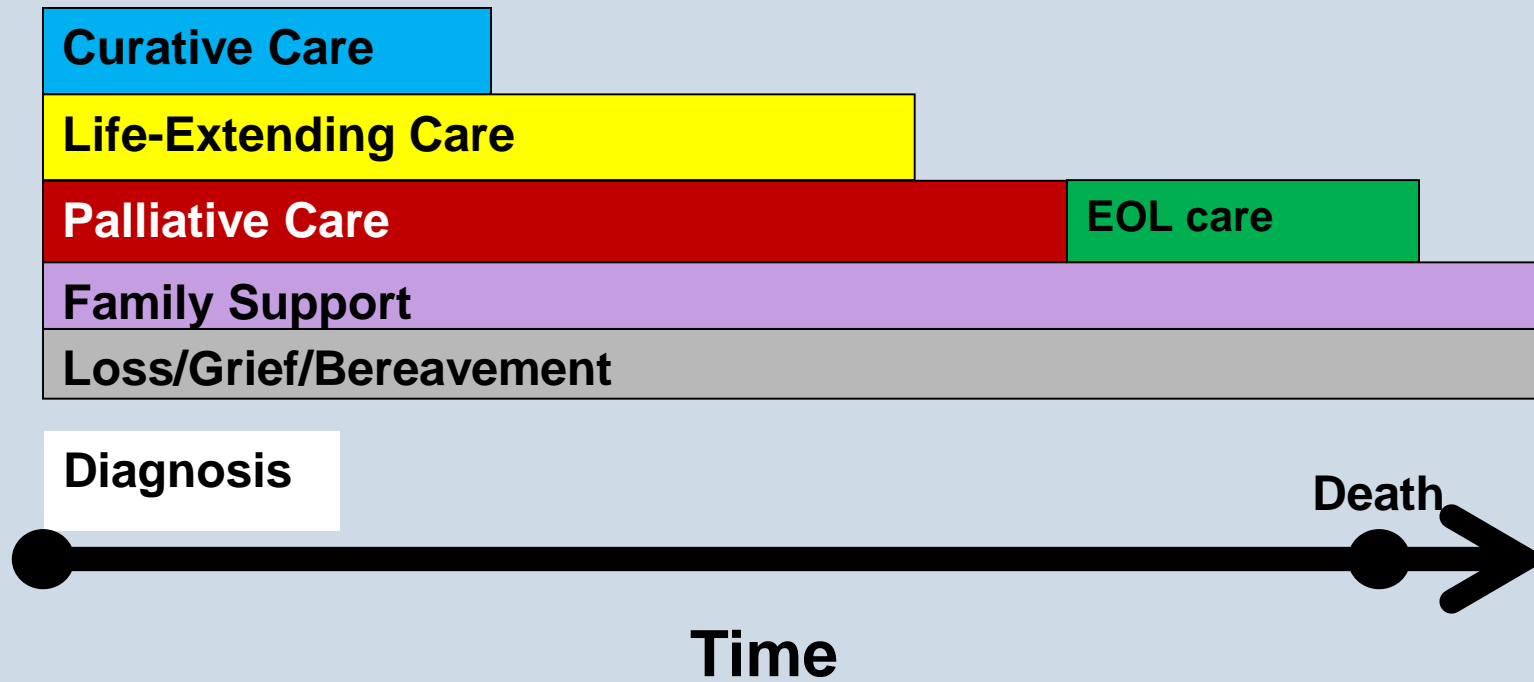 Curative Care
Life-Extending Care
Palliative Care
EOL care
Family Support
Loss/Grief/Bereavement
Diagnosis
Death
Time